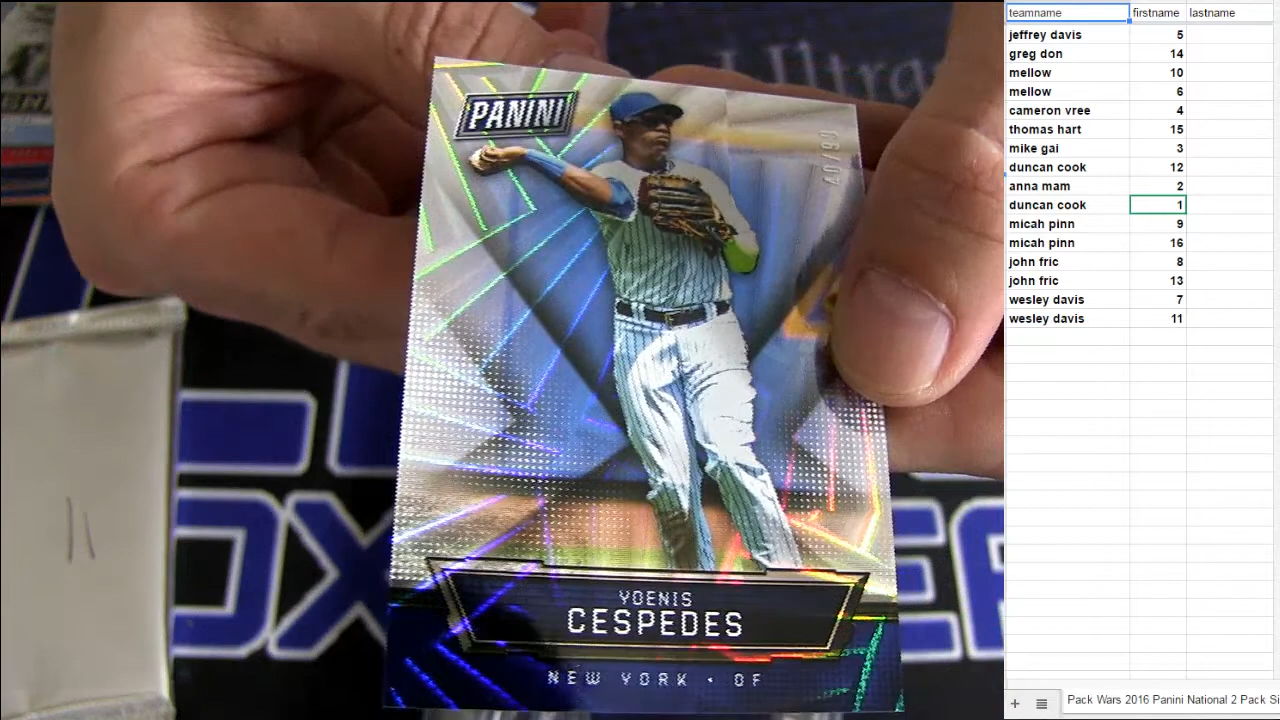 PANINI
YOENIS
CESPEDES
NEW YORK • OF
11
teamname firstname lastname
jeffrey davis 5
greg don 14
mellow 10
mellow 6
cameron vree 4
thomas hart 15
mike gai 3
duncan cook 12
anna mam 2
duncan cook 1
micah pinn 9
micah pinn 16
john fric 8
john fric 13
wesley davis 7
wesley davis 11
Pack Wars 2016 Panini National 2 Pack S